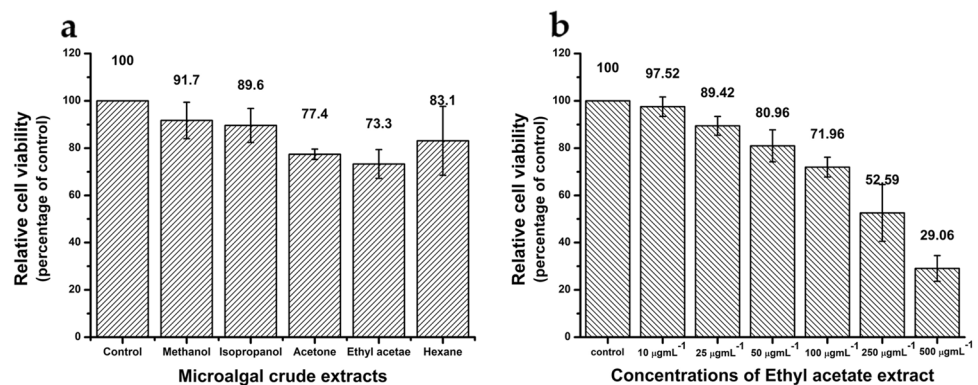 a
Relative cell viability
(percentage of control)
120
100
80
60
40
20
0
100
91.7
89.6
77.4
73.3
83.1
Control Methanol Isopropanol Acetone Ethyl acetae Hexane
Microalgal crude extracts
b
Relative cell viability
(percentage of control)
120
100
80
60
40
20
0
100
97.52
89.42
80.96
71.96
52.59
29.06
control 10 µgmL⁻¹ 25 µgmL⁻¹ 50 µgmL⁻¹ 100 µgmL⁻¹ 250 µgmL⁻¹ 500 µgmL⁻¹
Concentrations of Ethyl acetate extract